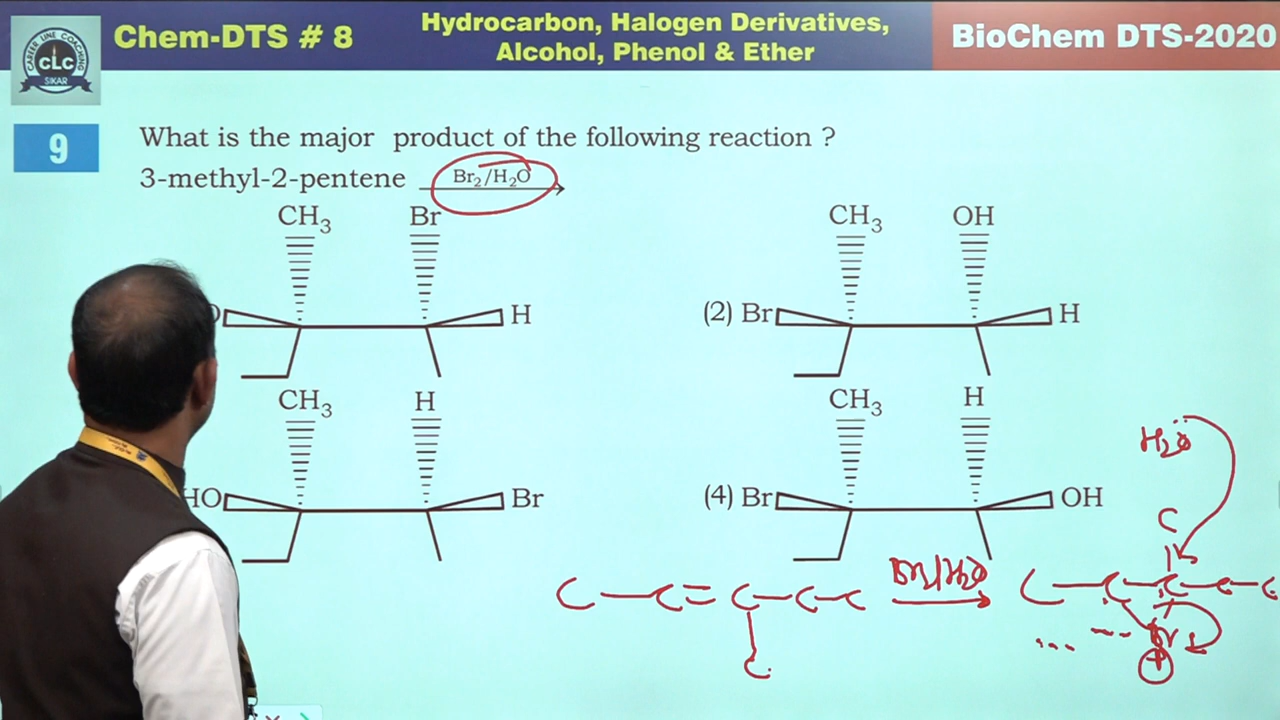 CAREER LINE COACHING
CLC
SIKAR
Chem-DTS # 8
Hydrocarbon, Halogen Derivatives,
Alcohol, Phenol & Ether
BioChem DTS-2020
9
What is the major product of the following reaction ?
3-methyl-2-pentene Br₂/H₂O
CH₃ Br
H
CH₃ OH
(2) Br H
CH₃ H
HO Br
CH₃ H
(4) Br OH
H₂O
C
C C = C C C Br₂/H₂O C C C C C
C
Br
+